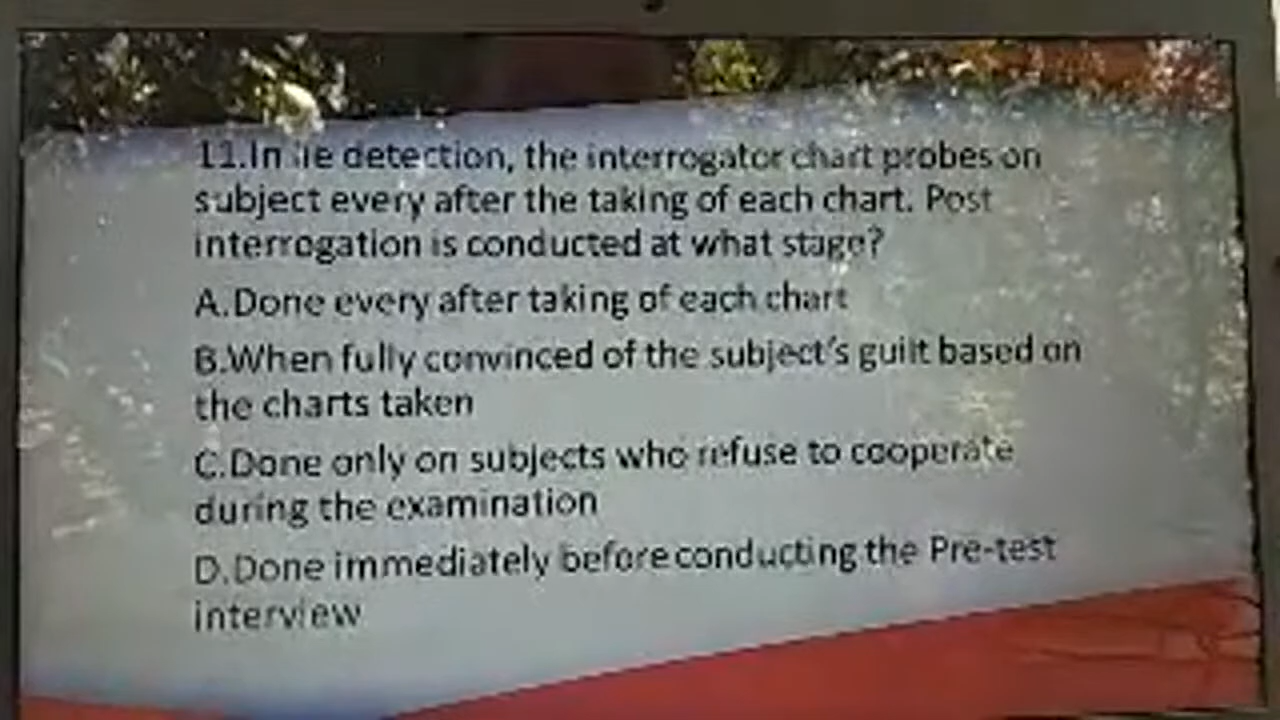 11.In lie detection, the interrogator chart probes on
subject every after the taking of each chart. Post
interrogation is conducted at what stage?
A.Done every after taking of each chart
B.When fully convinced of the subject's guilt based on
the charts taken
C.Done only on subjects who refuse to cooperate
during the examination
D.Done immediately before conducting the Pre-test
interview